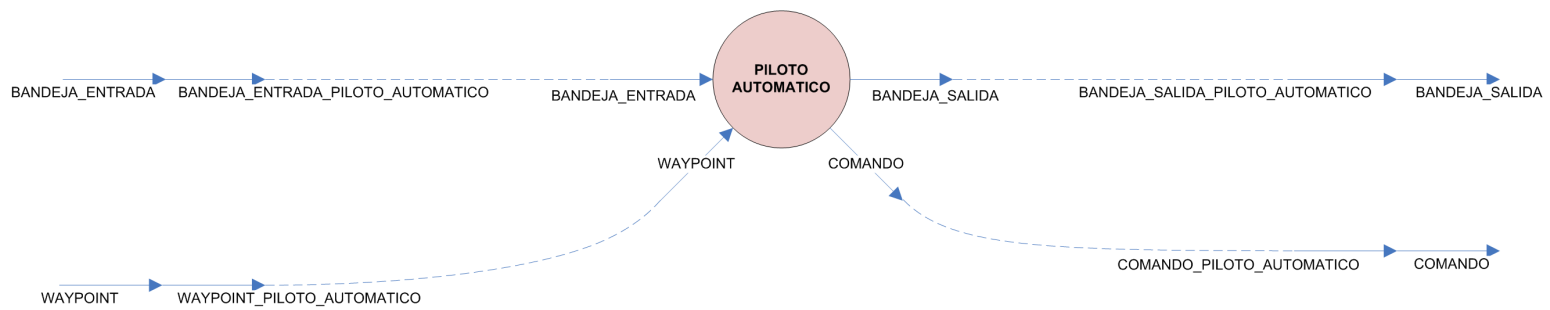 PILOTO
AUTOMATICO
BANDEJA_ENTRADA
BANDEJA_ENTRADA_PILOTO_AUTOMATICO
BANDEJA_ENTRADA
BANDEJA_SALIDA
BANDEJA_SALIDA_PILOTO_AUTOMATICO
BANDEJA_SALIDA
WAYPOINT
COMANDO
COMANDO_PILOTO_AUTOMATICO
COMANDO
WAYPOINT
WAYPOINT_PILOTO_AUTOMATICO